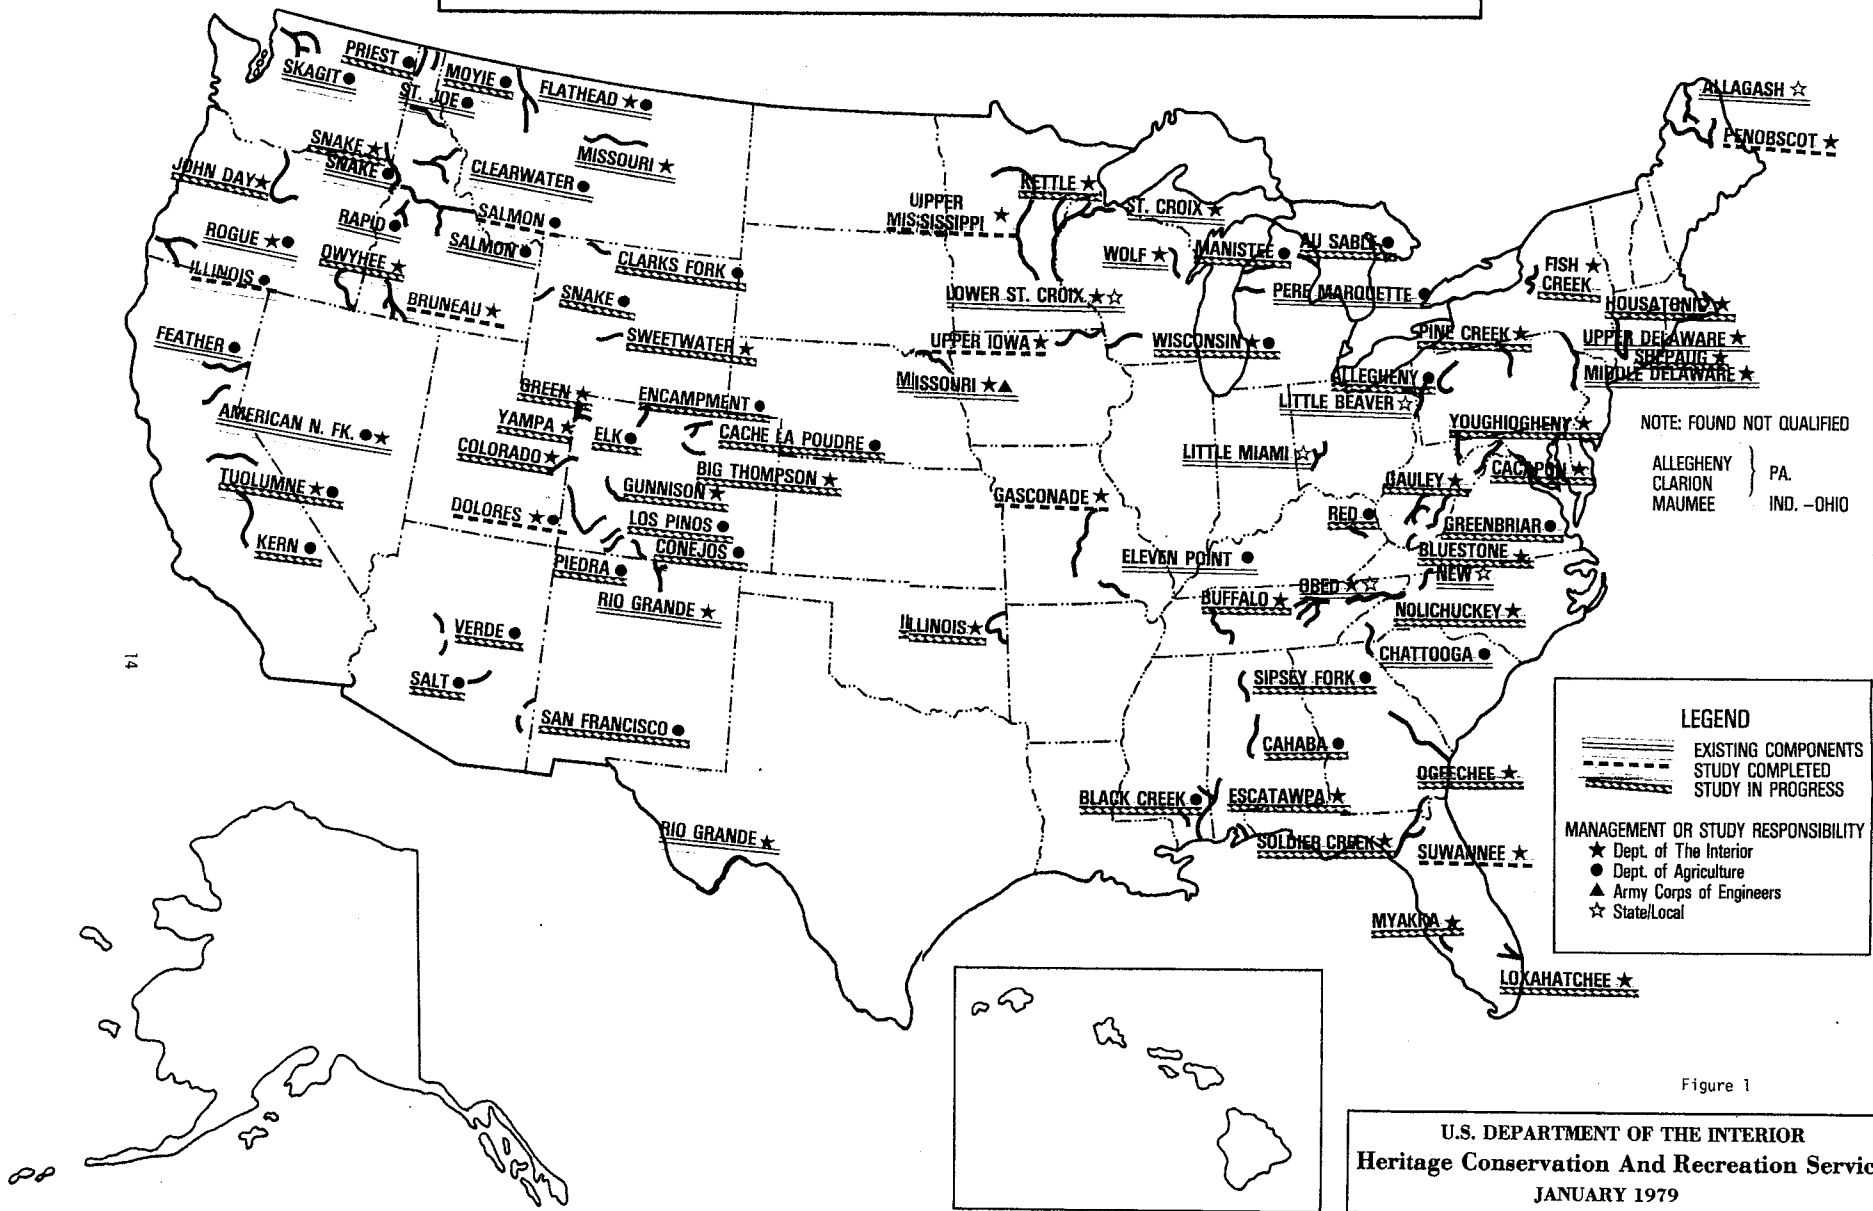 PRIEST ●
SKAGIT ●
MOYIE ●
ST. JOE ●
FLATHEAD ★ ●
MISSOURI ★
SNAKE ★
SNAKE ●
JOHN DAY ★
CLEARWATER ●
RAPID ●
SALMON ●
SALMON ●
ROGUE ★ ●
OWYHEE ★
ILLINOIS ●
BRUNEAU ★
CLARKS FORK ●
SNAKE ●
SWEETWATER ★
FEATHER ●
AMERICAN N. FK. ● ★
TUOLUMNE ★ ●
KERN ●
GREEN ★
YAMPA ★
COLORADO ★
ENCAMPMENT ●
ELK ●
CACHE LA POUDRE ●
BIG THOMPSON ★
GUNNISON ★
DOLORES ★ ●
LOS PINOS ●
CONEJOS ●
PIEDRA ●
RIO GRANDE ★
VERDE ●
SALT ●
SAN FRANCISCO ●
RIO GRANDE ★
UPPER
MISSISSIPPI ★
KETTLE ★
ST. CROIX ★
WOLF ★
MANISTEE ●
AU SABLE ●
LOWER ST. CROIX ★ ☆
PERE MARQUETTE ●
UPPER IOWA ★
WISCONSIN ★ ●
MISSOURI ★ ▲
ALLEGHENY ●
LITTLE BEAVER ☆
LITTLE MIAMI ☆
GASCONADE ★
RED ●
ELEVEN POINT ●
BUFFALO ★
OBED ★ ☆
ILLINOIS ★
ALLAGASH ☆
PENOBSCOT ★
FISH ★
CREEK
HOUSATONIC ★
PINE CREEK ★
UPPER DELAWARE ★
SHEPAUG ★
MIDDLE DELAWARE ★
YOUGHIOGHENY ★
GAULEY ★
CACAPON ★
GREENBRIAR ●
BLUESTONE ★
NEW ☆
NOLICHUCKEY ★
CHATTOOGA ●
SIPSEY FORK ●
CAHABA ●
OGEECHEE ★
BLACK CREEK ●
ESCATAWPA ★
SOLDIER CREEK ★
SUWANNEE ★
MYAKKA ★
LOXAHATCHEE ★
NOTE: FOUND NOT QUALIFIED
ALLEGHENY
CLARION } PA.
MAUMEE IND. –OHIO
14
LEGEND
EXISTING COMPONENTS
STUDY COMPLETED
STUDY IN PROGRESS
MANAGEMENT OR STUDY RESPONSIBILITY
★ Dept. of The Interior
● Dept. of Agriculture
▲ Army Corps of Engineers
☆ State/Local
Figure 1
U.S. DEPARTMENT OF THE INTERIOR
Heritage Conservation And Recreation Servic
JANUARY 1979